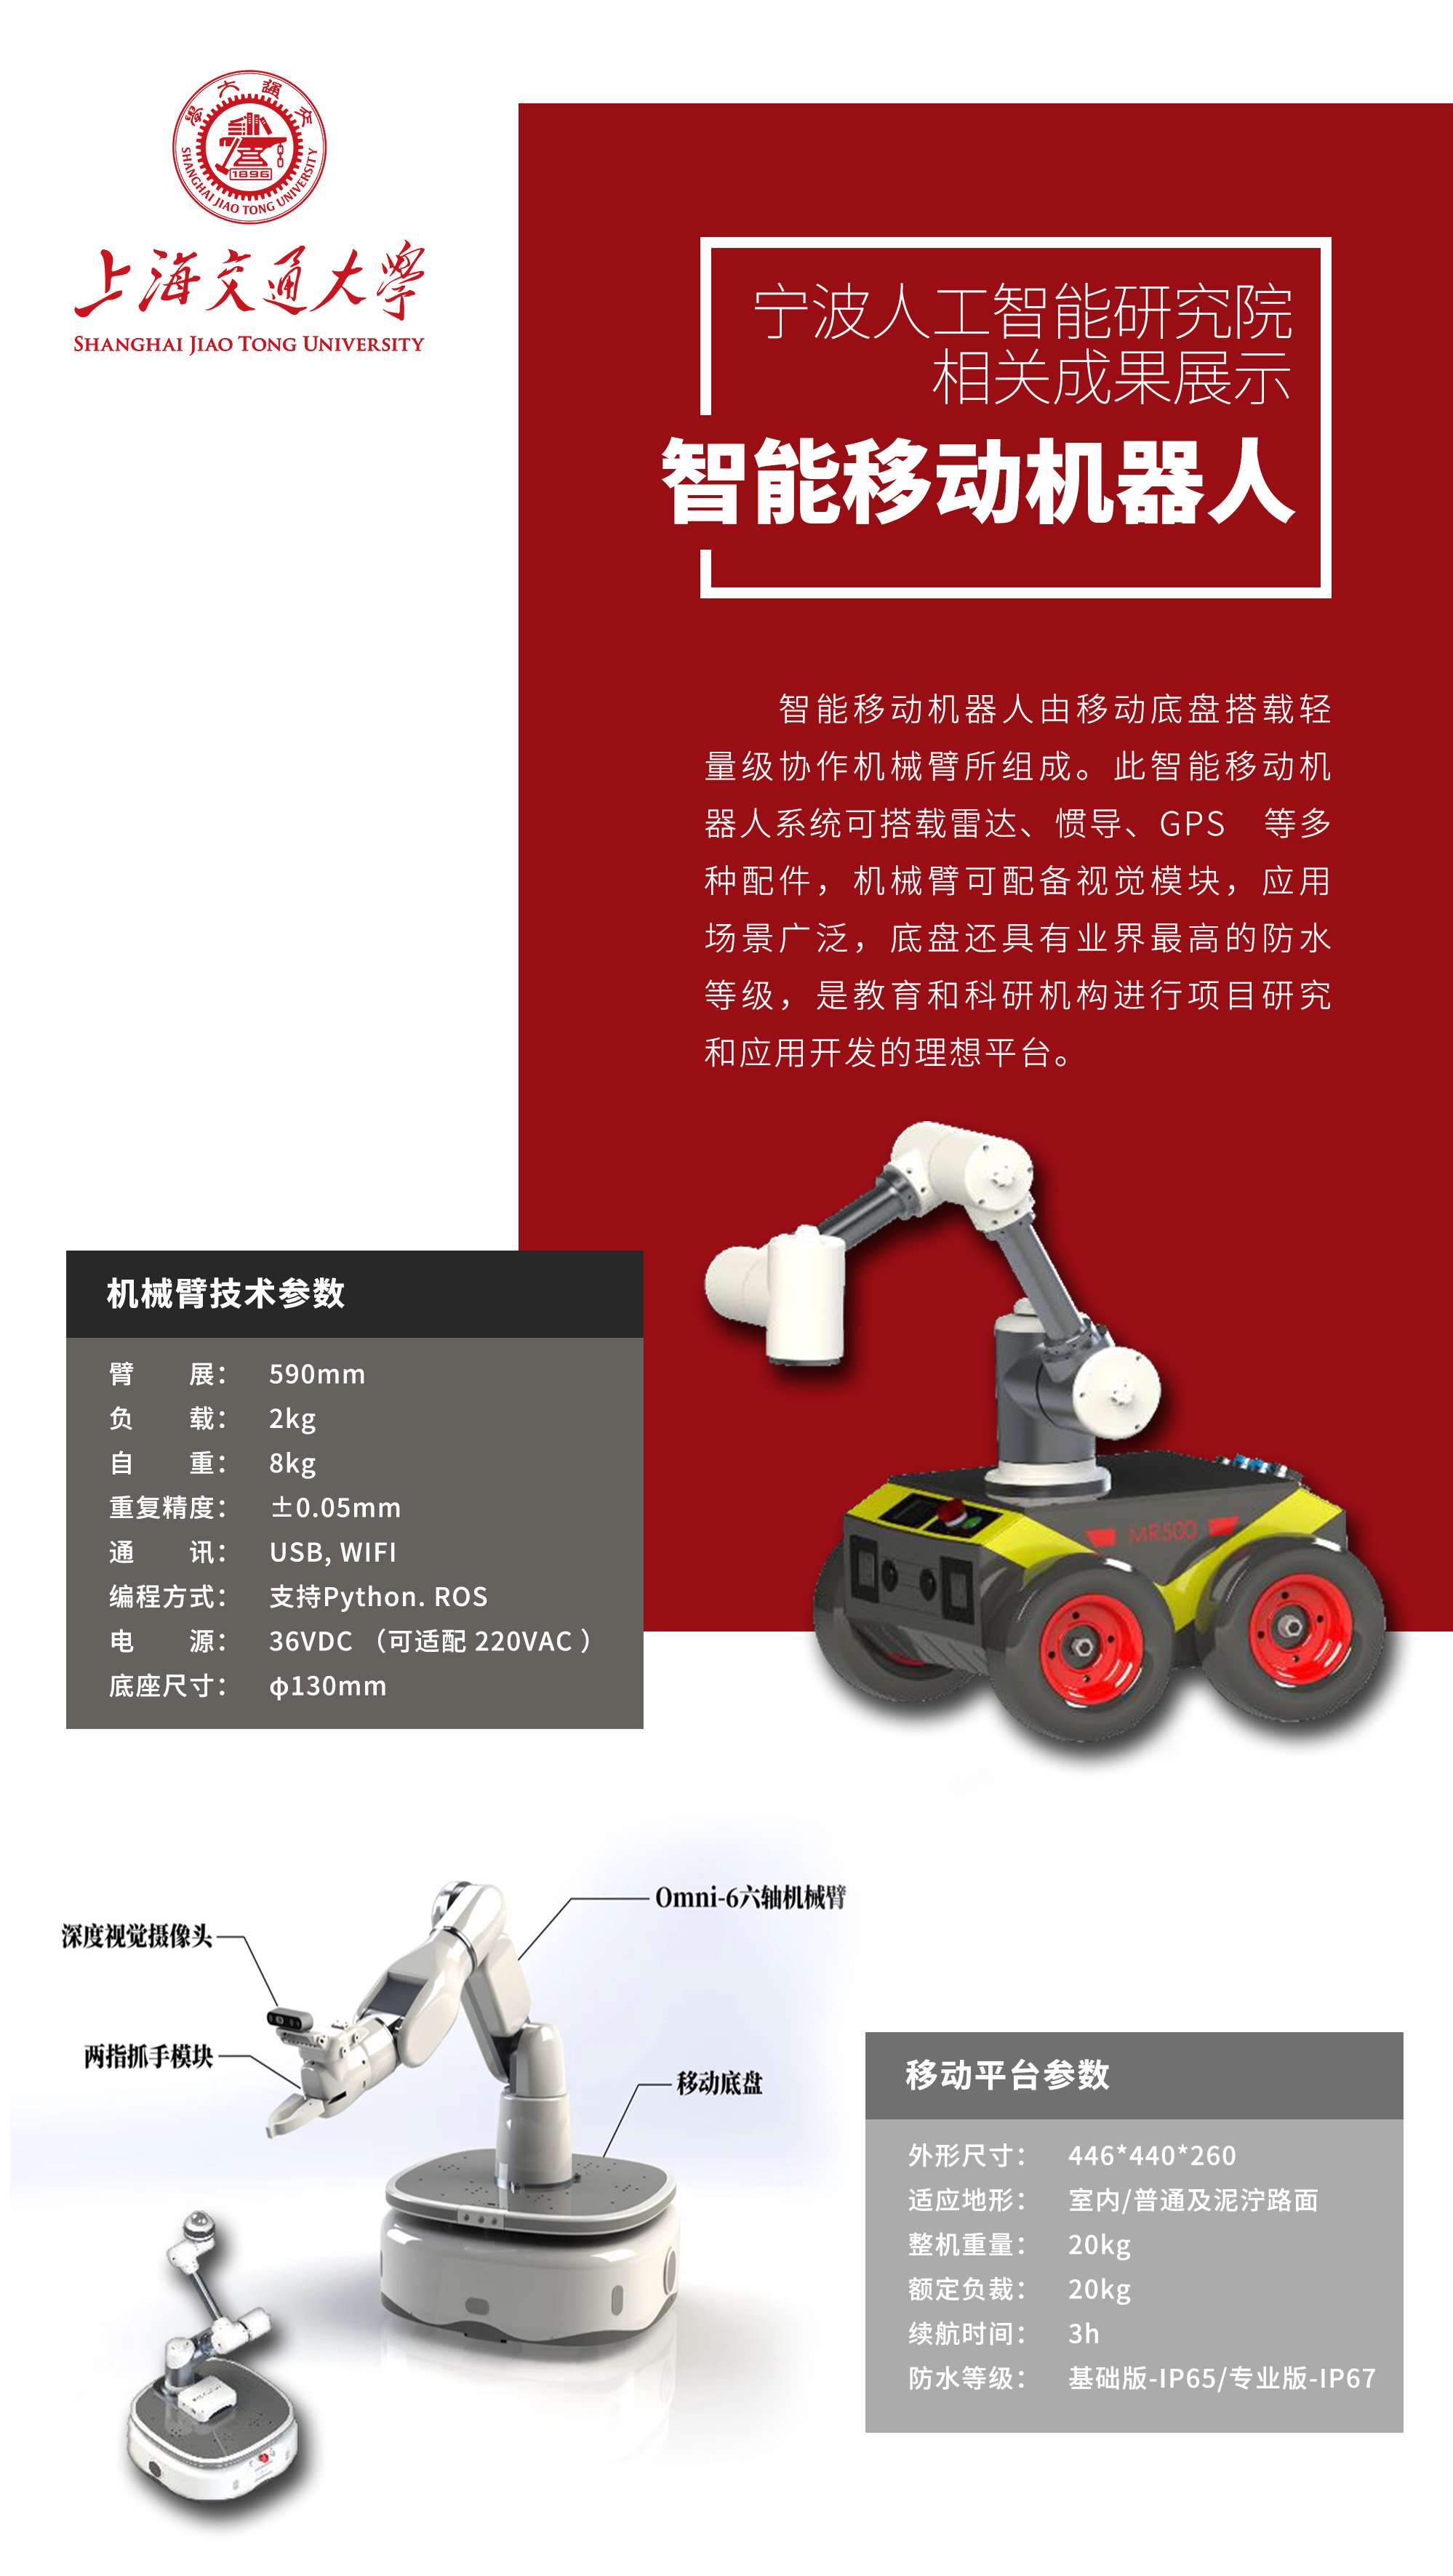 學大通交
1896
SHANGHAI JIAO TONG UNIVERSITY
上海交通大學
SHANGHAI JIAO TONG UNIVERSITY
宁波人工智能研究院
相关成果展示
智能移动机器人
智能移动机器人由移动底盘搭载轻
量级协作机械臂所组成。此智能移动机
器人系统可搭载雷达、惯导、GPS 等多
种配件，机械臂可配备视觉模块，应用
场景广泛，底盘还具有业界最高的防水
等级，是教育和科研机构进行项目研究
和应用开发的理想平台。
机械臂技术参数
臂 展： 590mm
负 载： 2kg
自 重： 8kg
重复精度： ±0.05mm
通 讯： USB, WIFI
编程方式： 支持Python. ROS
电 源： 36VDC （可适配 220VAC ）
底座尺寸： φ130mm
MR500
Omni-6六轴机械臂
深度视觉摄像头
两指抓手模块
移动底盘
移动平台参数
外形尺寸： 446*440*260
适应地形： 室内/普通及泥泞路面
整机重量： 20kg
额定负裁： 20kg
续航时间： 3h
防水等级： 基础版-IP65/专业版-IP67